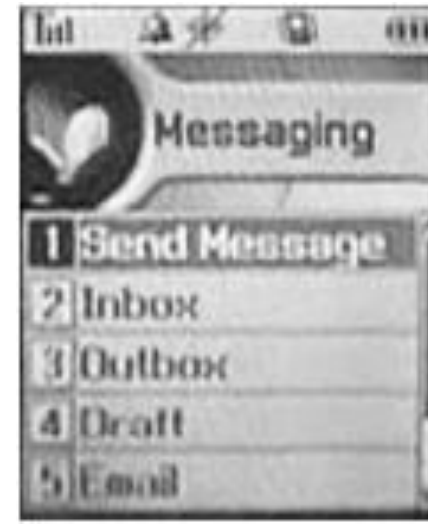 Messaging
1 Send Message
2 Inbox
3 Outbox
4 Draft
5 Email